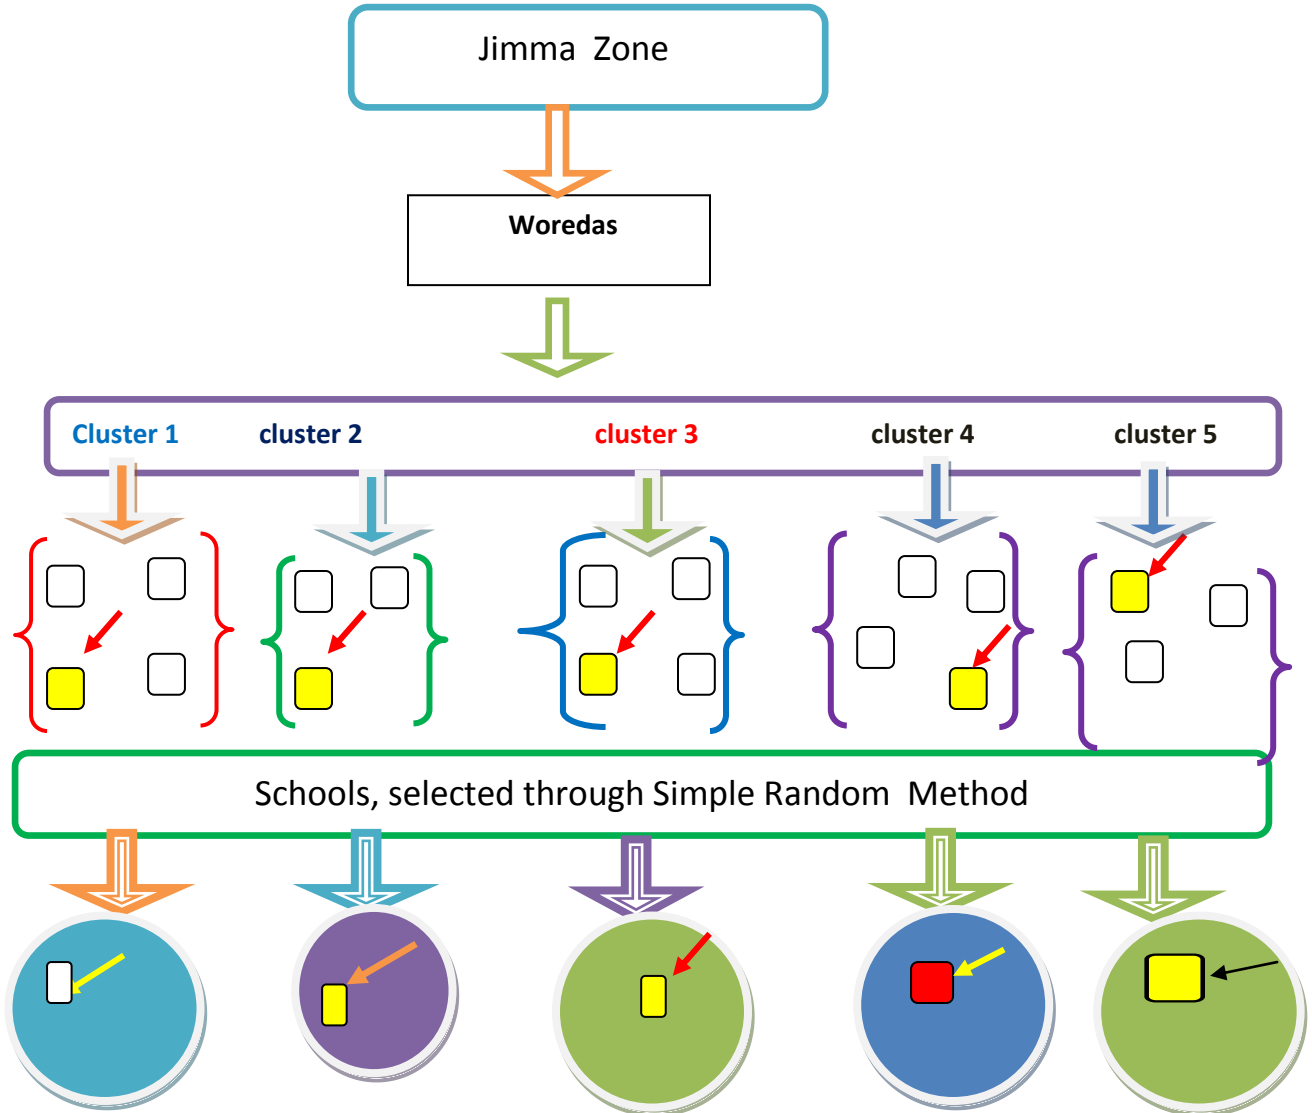 Jimma Zone
Woredas
Cluster 1 cluster 2 cluster 3 cluster 4 cluster 5
Schools, selected through Simple Random Method